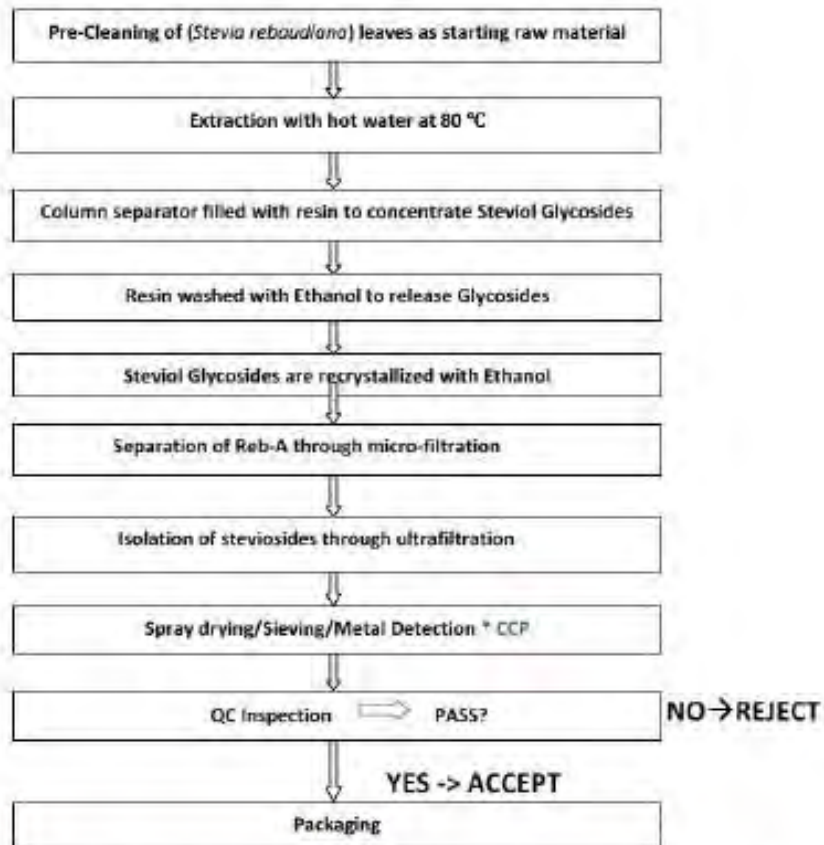 Pre-Cleaning of (Stevia rebaudiana) leaves as starting raw material
Extraction with hot water at 80 °C
Column separator filled with resin to concentrate Steviol Glycosides
Resin washed with Ethanol to release Glycosides
Steviol Glycosides are recrystallized with Ethanol
Separation of Reb-A through micro-filtration
Isolation of steviosides through ultrafiltration
Spray drying/Sieving/Metal Detection * CCP
QC Inspection PASS? NO→REJECT
YES -> ACCEPT
Packaging